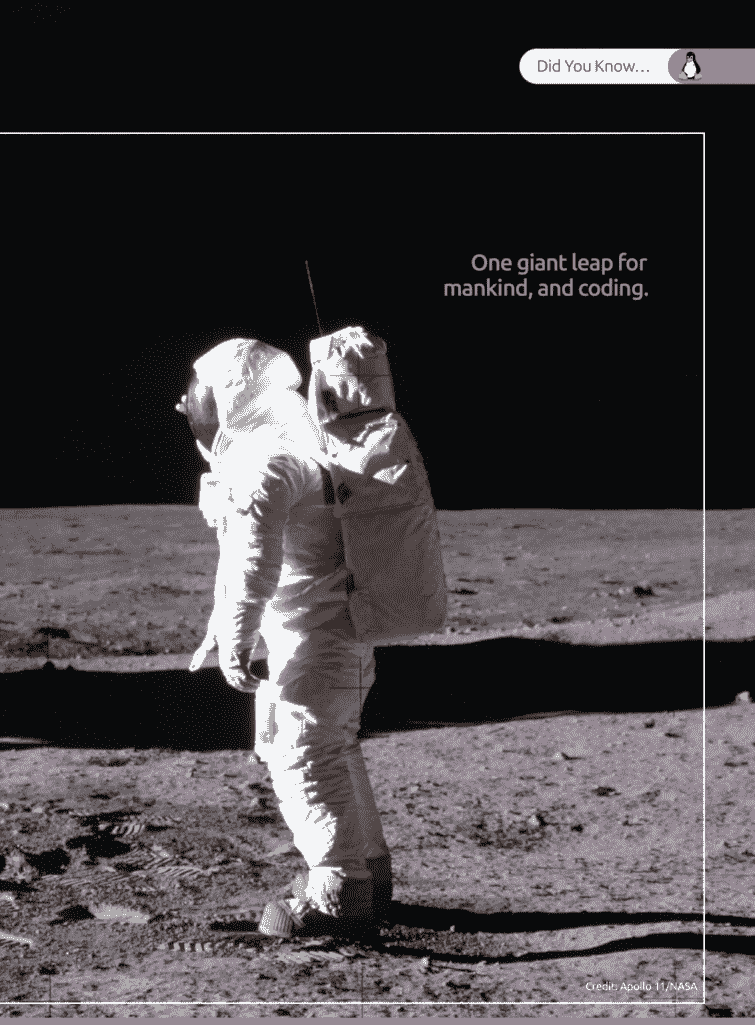 Did You Know...
One giant leap for
mankind, and coding.
Credit: Apollo 11/NASA